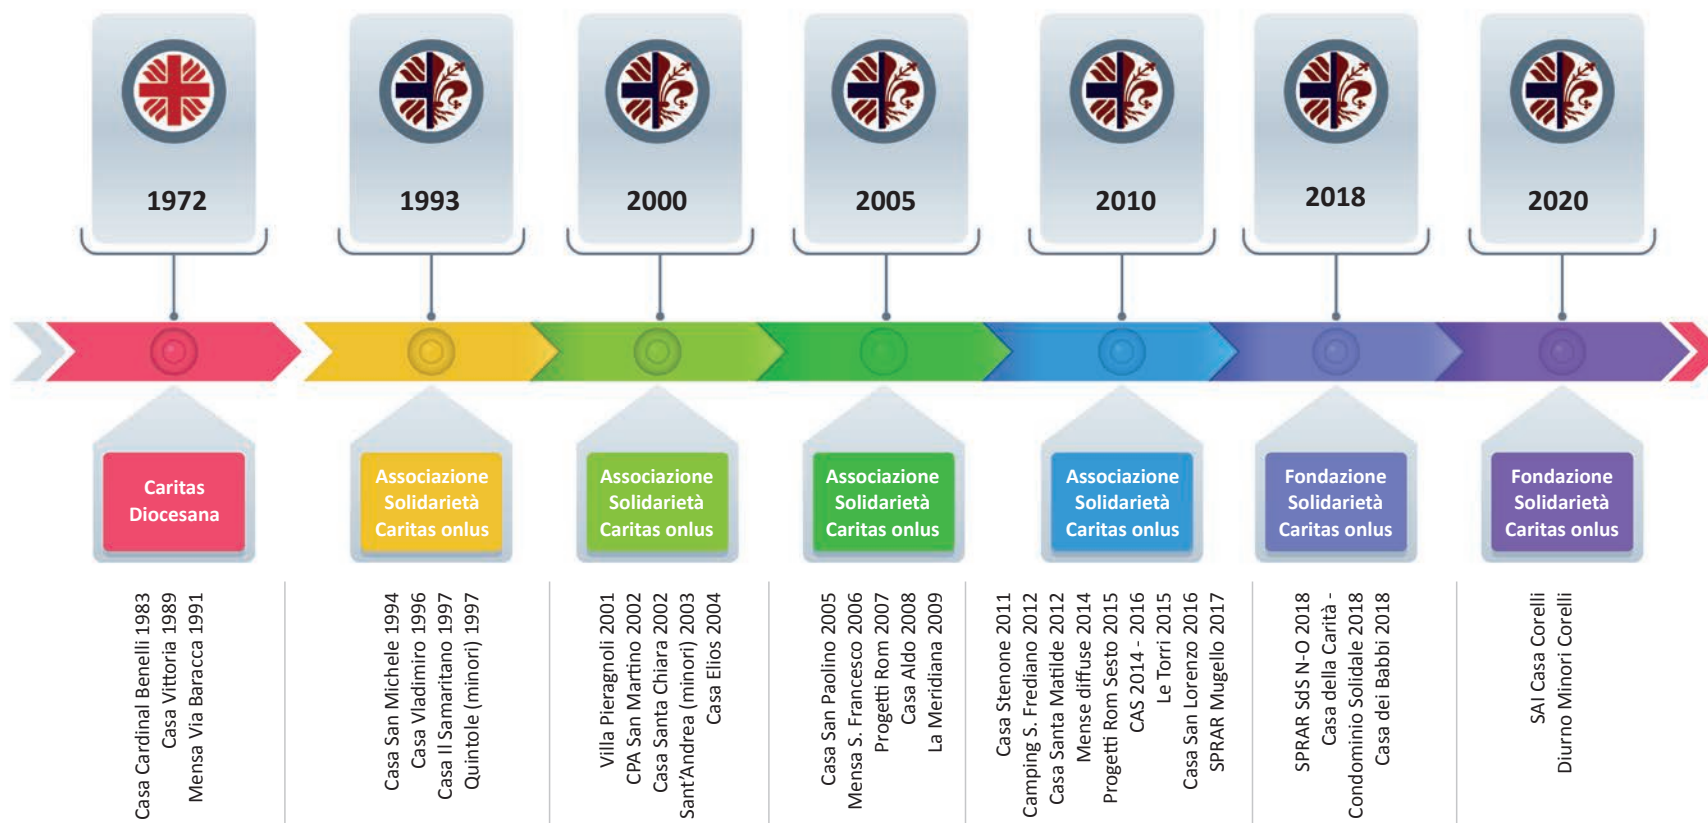 1972
1993
2000
2005
2010
2018
2020
Caritas
Diocesana
Associazione
Solidarietà
Caritas onlus
Associazione
Solidarietà
Caritas onlus
Associazione
Solidarietà
Caritas onlus
Associazione
Solidarietà
Caritas onlus
Fondazione
Solidarietà
Caritas onlus
Fondazione
Solidarietà
Caritas onlus
Casa Cardinal Benelli 1983
Casa Vittoria 1989
Mensa Via Baracca 1991
Casa San Michele 1994
Casa Vladimiro 1996
Casa Il Samaritano 1997
Quintole (minori) 1997
Villa Pieragnoli 2001
CPA San Martino 2002
Casa Santa Chiara 2002
Sant'Andrea (minori) 2003
Casa Elios 2004
Casa San Paolino 2005
Mensa S. Francesco 2006
Progetti Rom 2007
Casa Aldo 2008
La Meridiana 2009
Casa Stenone 2011
Camping S. Frediano 2012
Casa Santa Matilde 2012
Mense diffuse 2014
Progetti Rom Sesto 2015
CAS 2014 - 2016
Le Torri 2015
Casa San Lorenzo 2016
SPRAR Mugello 2017
SPRAR SdS N-O 2018
Casa della Carità -
Condominio Solidale 2018
Casa dei Babbi 2018
SAI Casa Corelli
Diurno Minori Corelli